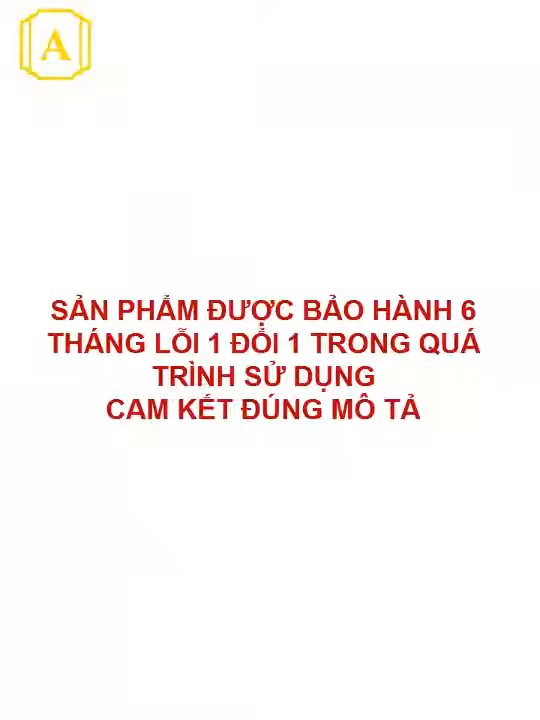 A
SẢN PHẨM ĐƯỢC BẢO HÀNH 6
THÁNG LỖI 1 ĐỔI 1 TRONG QUÁ
TRÌNH SỬ DỤNG
CAM KẾT ĐÚNG MÔ TẢ